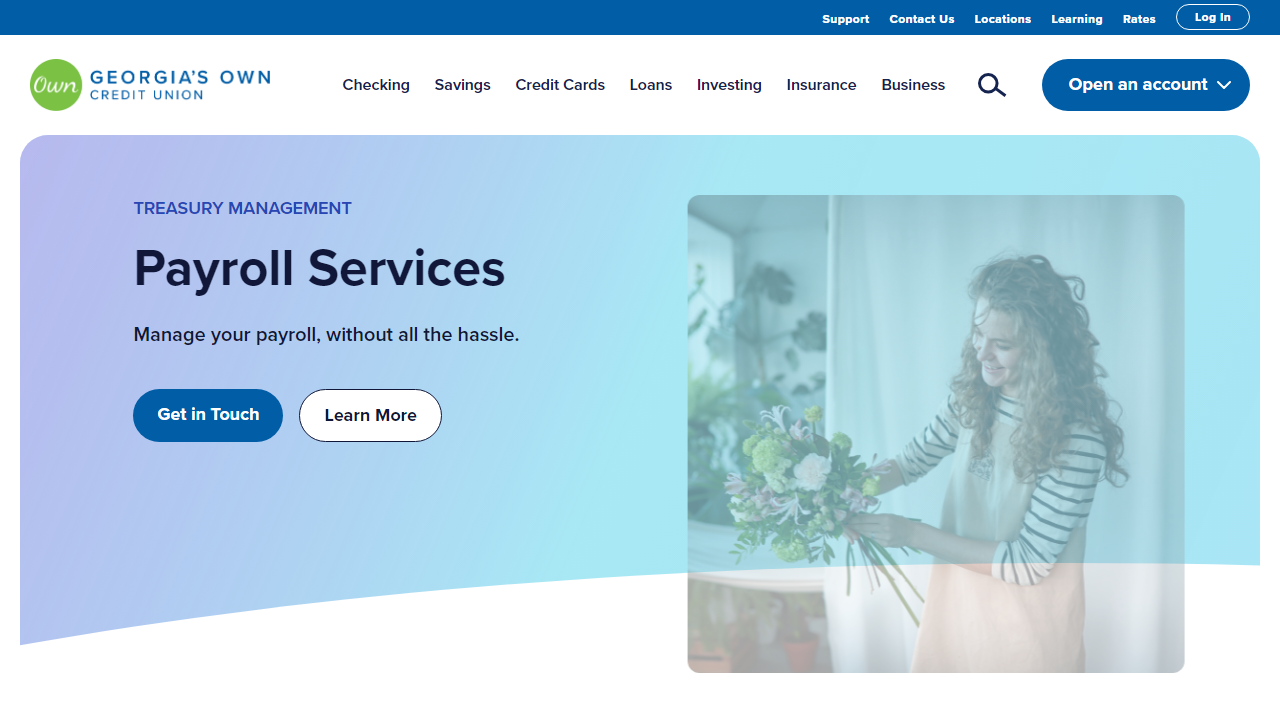 Support Contact Us Locations Learning Rates Log In
Own GEORGIA'S OWN
CREDIT UNION
Checking Savings Credit Cards Loans Investing Insurance Business Open an account
TREASURY MANAGEMENT
Payroll Services
Manage your payroll, without all the hassle.
Get in Touch Learn More